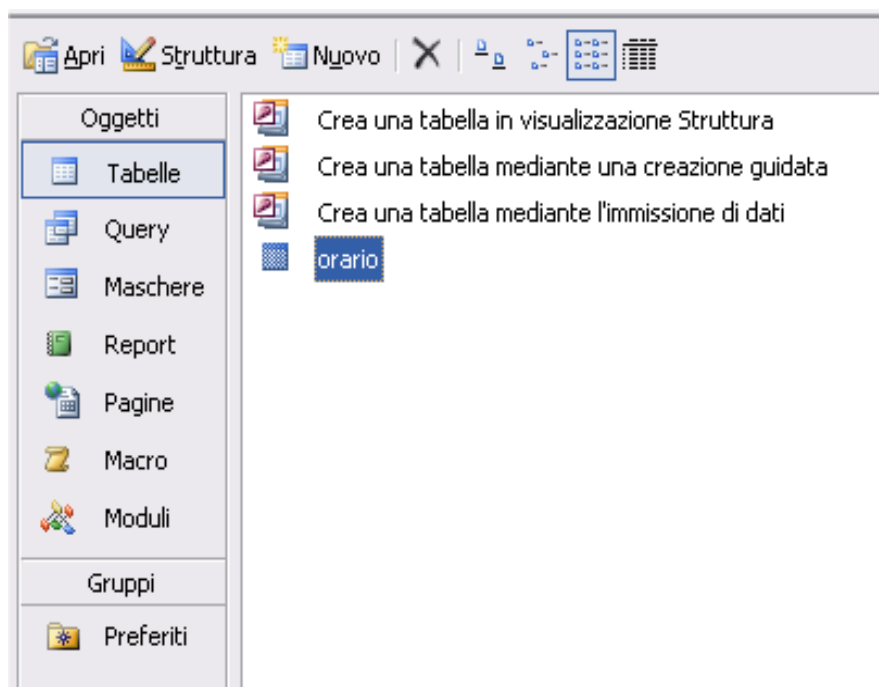 Apri Struttura Nuovo
Oggetti
Tabelle
Query
Maschere
Report
Pagine
Macro
Moduli
Gruppi
Preferiti
Crea una tabella in visualizzazione Struttura
Crea una tabella mediante una creazione guidata
Crea una tabella mediante l'immissione di dati
orario